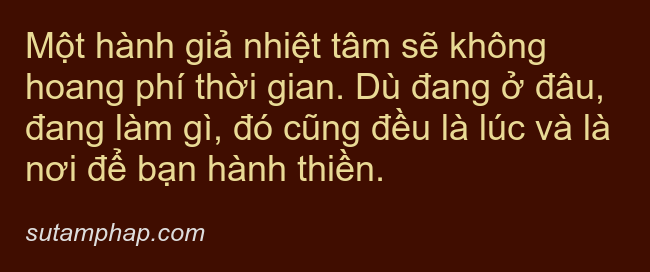 Một hành giả nhiệt tâm sẽ không
hoang phí thời gian. Dù đang ở đâu,
đang làm gì, đó cũng đều là lúc và là
nơi để bạn hành thiền.
sutamphap.com